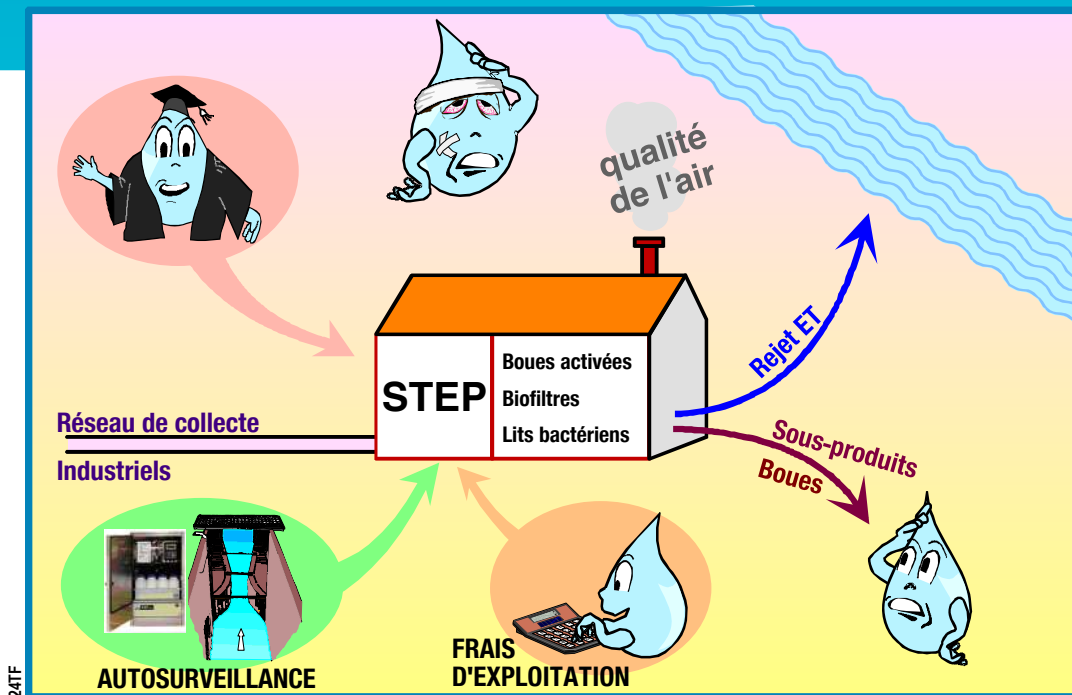 qualité
de l'air
Rejet ET
STEP
Boues activées
Biofiltres
Lits bactériens
Réseau de collecte
Industriels
Sous-produits
Boues
AUTOSURVEILLANCE
FRAIS
D'EXPLOITATION
24TF